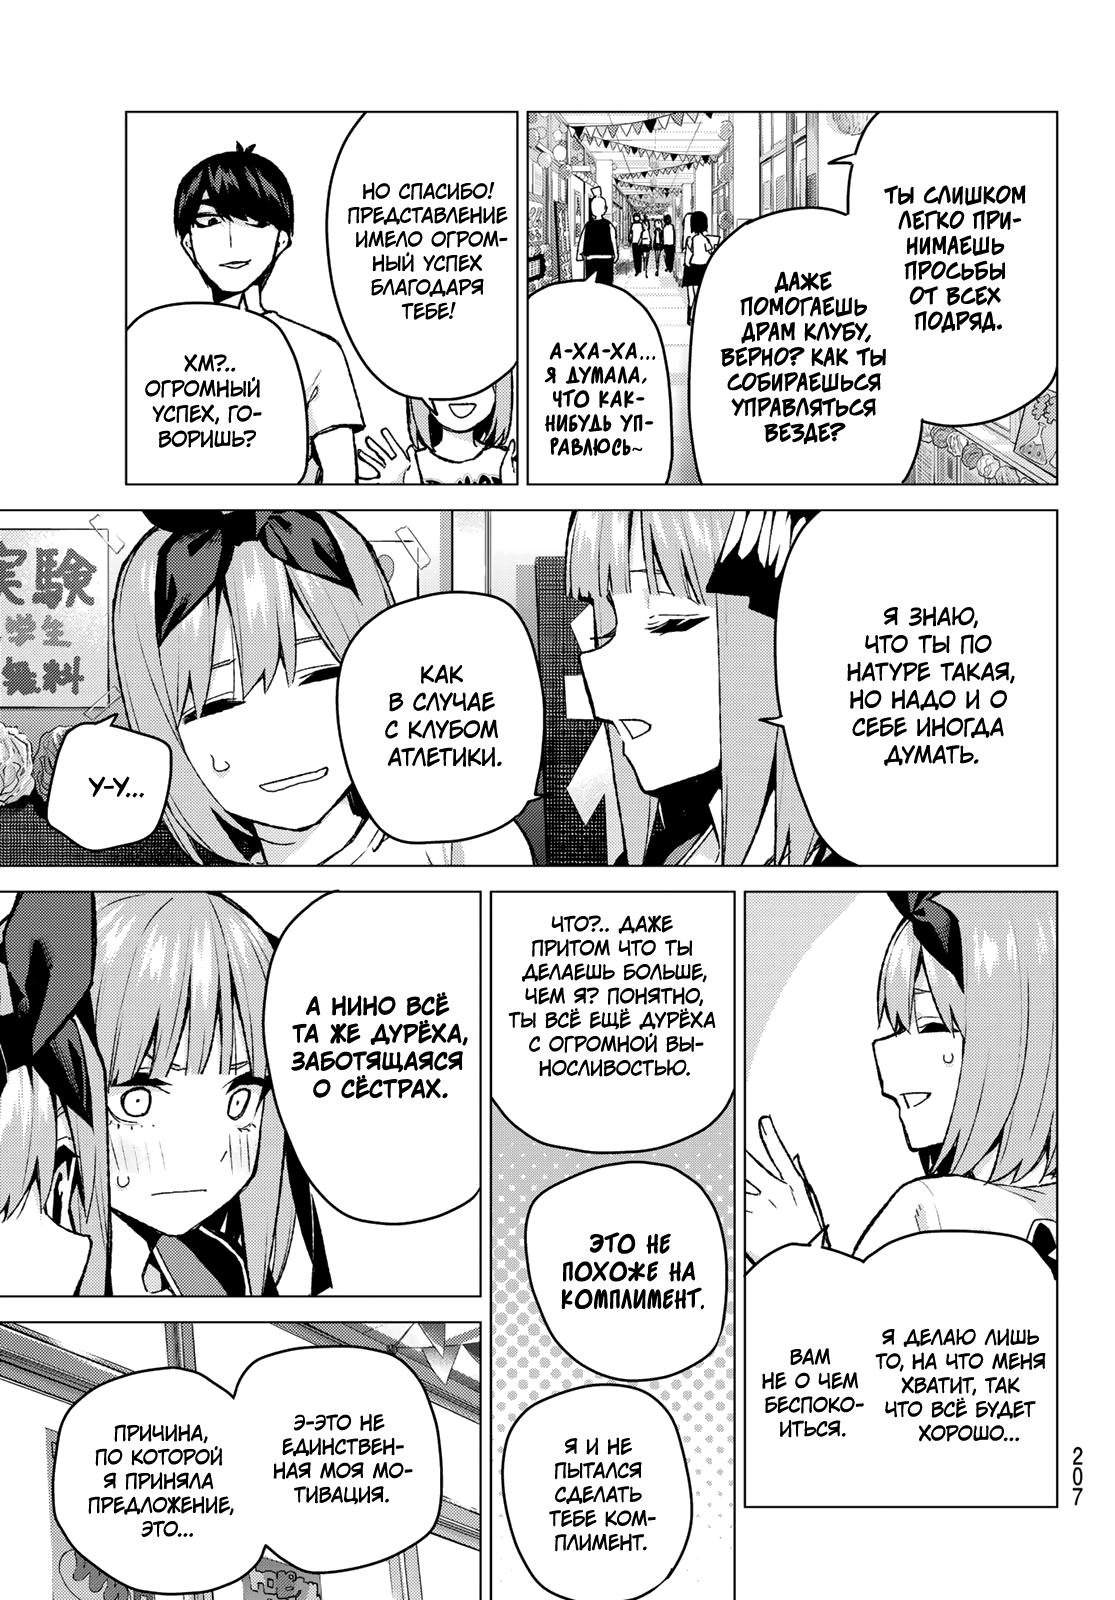 ТЫ СЛИШКОМ
ЛЕГКО ПРИ-
НИМАЕШЬ
ПРОСЬБЫ
ОТ ВСЕХ
ПОДРЯД.
ДАЖЕ
ПОМОГАЕШЬ
ДРАМ КЛУБУ,
ВЕРНО? КАК ТЫ
СОБИРАЕШЬСЯ
УПРАВЛЯТЬСЯ
ВЕЗДЕ?
А-ХА-ХА...
Я ДУМАЛА,
ЧТО КАК-
НИБУДЬ УП-
РАВЛЮСЬ~
НО СПАСИБО!
ПРЕДСТАВЛЕНИЕ
ИМЕЛО ОГРОМ-
НЫЙ УСПЕХ
БЛАГОДАРЯ
ТЕБЕ!
ХМ?..
ОГРОМНЫЙ
УСПЕХ, ГО-
ВОРИШЬ?
Я ЗНАЮ,
ЧТО ТЫ ПО
НАТУРЕ ТАКАЯ,
НО НАДО И О
СЕБЕ ИНОГДА
ДУМАТЬ.
КАК
В СЛУЧАЕ
С КЛУБОМ
АТЛЕТИКИ.
実験
学生
無料
У-У...
Я ДЕЛАЮ ЛИШЬ
ТО, НА ЧТО МЕНЯ
ХВАТИТ, ТАК
ЧТО ВСЁ БУДЕТ
ХОРОШО...
ВАМ
НЕ О ЧЕМ
БЕСПОКО-
ИТЬСЯ.
ЧТО?.. ДАЖЕ
ПРИТОМ ЧТО ТЫ
ДЕЛАЕШЬ БОЛЬШЕ,
ЧЕМ Я? ПОНЯТНО,
ТЫ ВСЁ ЕЩЁ ДУРЁХА
С ОГРОМНОЙ ВЫ-
НОСЛИВОСТЬЮ.
ЭТО НЕ
ПОХОЖЕ НА
КОМПЛИМЕНТ.
Я И НЕ
ПЫТАЛСЯ
СДЕЛАТЬ
ТЕБЕ КОМ-
ПЛИМЕНТ.
А НИНО ВСЁ
ТА ЖЕ ДУРЁХА,
ЗАБОТЯЩАЯСЯ
О СЁСТРАХ.
Э-ЭТО НЕ
ЕДИНСТВЕН-
НАЯ МОЯ МО-
ТИВАЦИЯ.
ПРИЧИНА,
ПО КОТОРОЙ
Я ПРИНЯЛА
ПРЕДЛОЖЕНИЕ,
ЭТО...
207